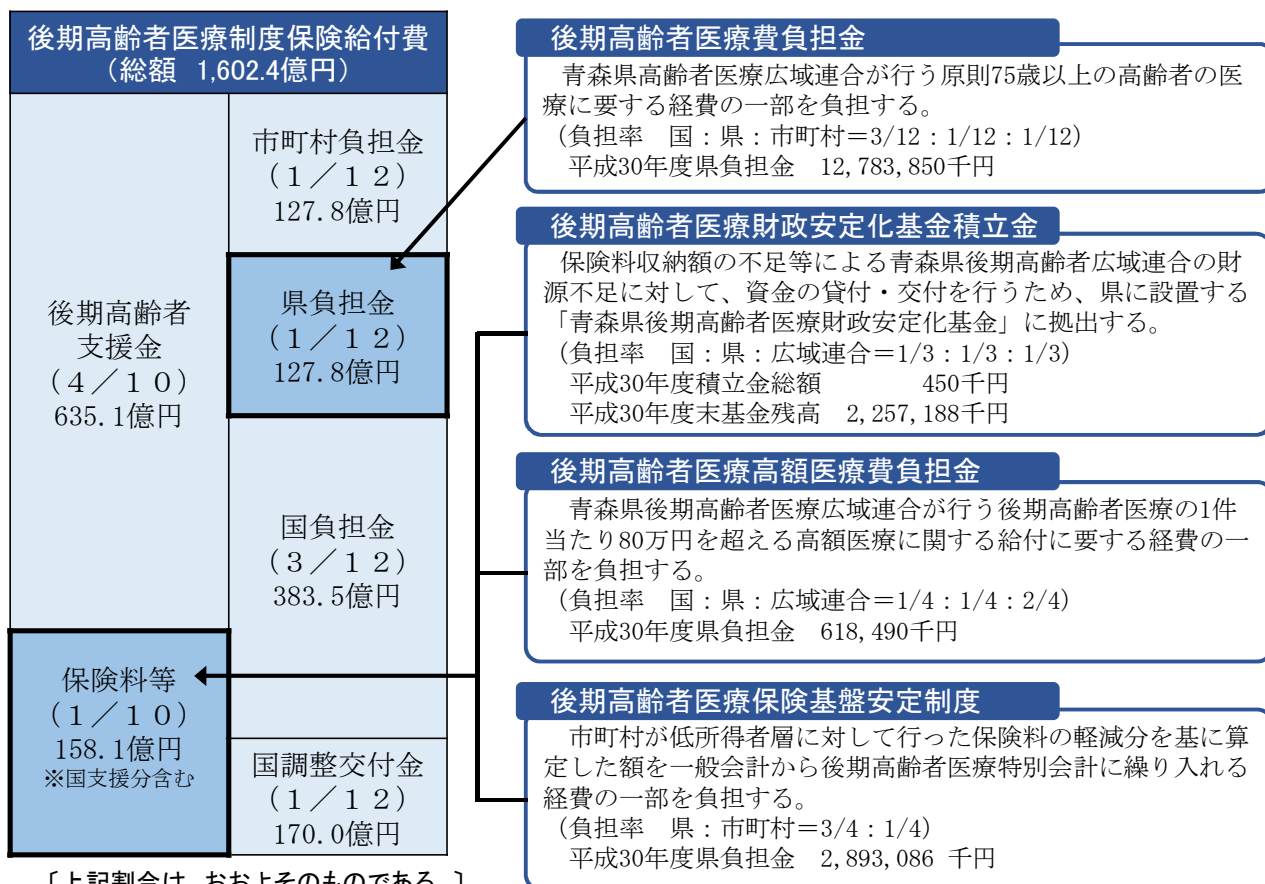 後期高齢者医療制度保険給付費
（総額　1,602.4億円）
後期高齢者
支援金
(４／１０)
635.1億円
保険料等
(１／１０)
158.1億円
※国支援分含む
市町村負担金
(１／１２)
127.8億円
県負担金
(１／１２)
127.8億円
国負担金
(３／１２)
383.5億円
国調整交付金
(１／１２)
170.0億円
〔上記割合は、おおよそのものである。〕
後期高齢者医療費負担金
青森県高齢者医療広域連合が行う原則75歳以上の高齢者の医
療に要する経費の一部を負担する。
(負担率　国：県：市町村＝3/12：1/12：1/12)
平成30年度県負担金　12,783,850千円
後期高齢者医療財政安定化基金積立金
保険料収納額の不足等による青森県後期高齢者広域連合の財
源不足に対して、資金の貸付・交付を行うため、県に設置する
「青森県後期高齢者医療財政安定化基金」に拠出する。
(負担率　国：県：広域連合＝1/3：1/3：1/3)
平成30年度積立金総額　450千円
平成30年度末基金残高　2,257,188千円
後期高齢者医療高額医療費負担金
青森県後期高齢者医療広域連合が行う後期高齢者医療の1件
当たり80万円を超える高額医療に関する給付に要する経費の一
部を負担する。
(負担率　国：県：広域連合＝1/4：1/4：2/4)
平成30年度県負担金　618,490千円
後期高齢者医療保険基盤安定制度
市町村が低所得者層に対して行った保険料の軽減分を基に算
定した額を一般会計から後期高齢者医療特別会計に繰り入れる
経費の一部を負担する。
(負担率　県：市町村＝3/4：1/4)
平成30年度県負担金　2,893,086 千円